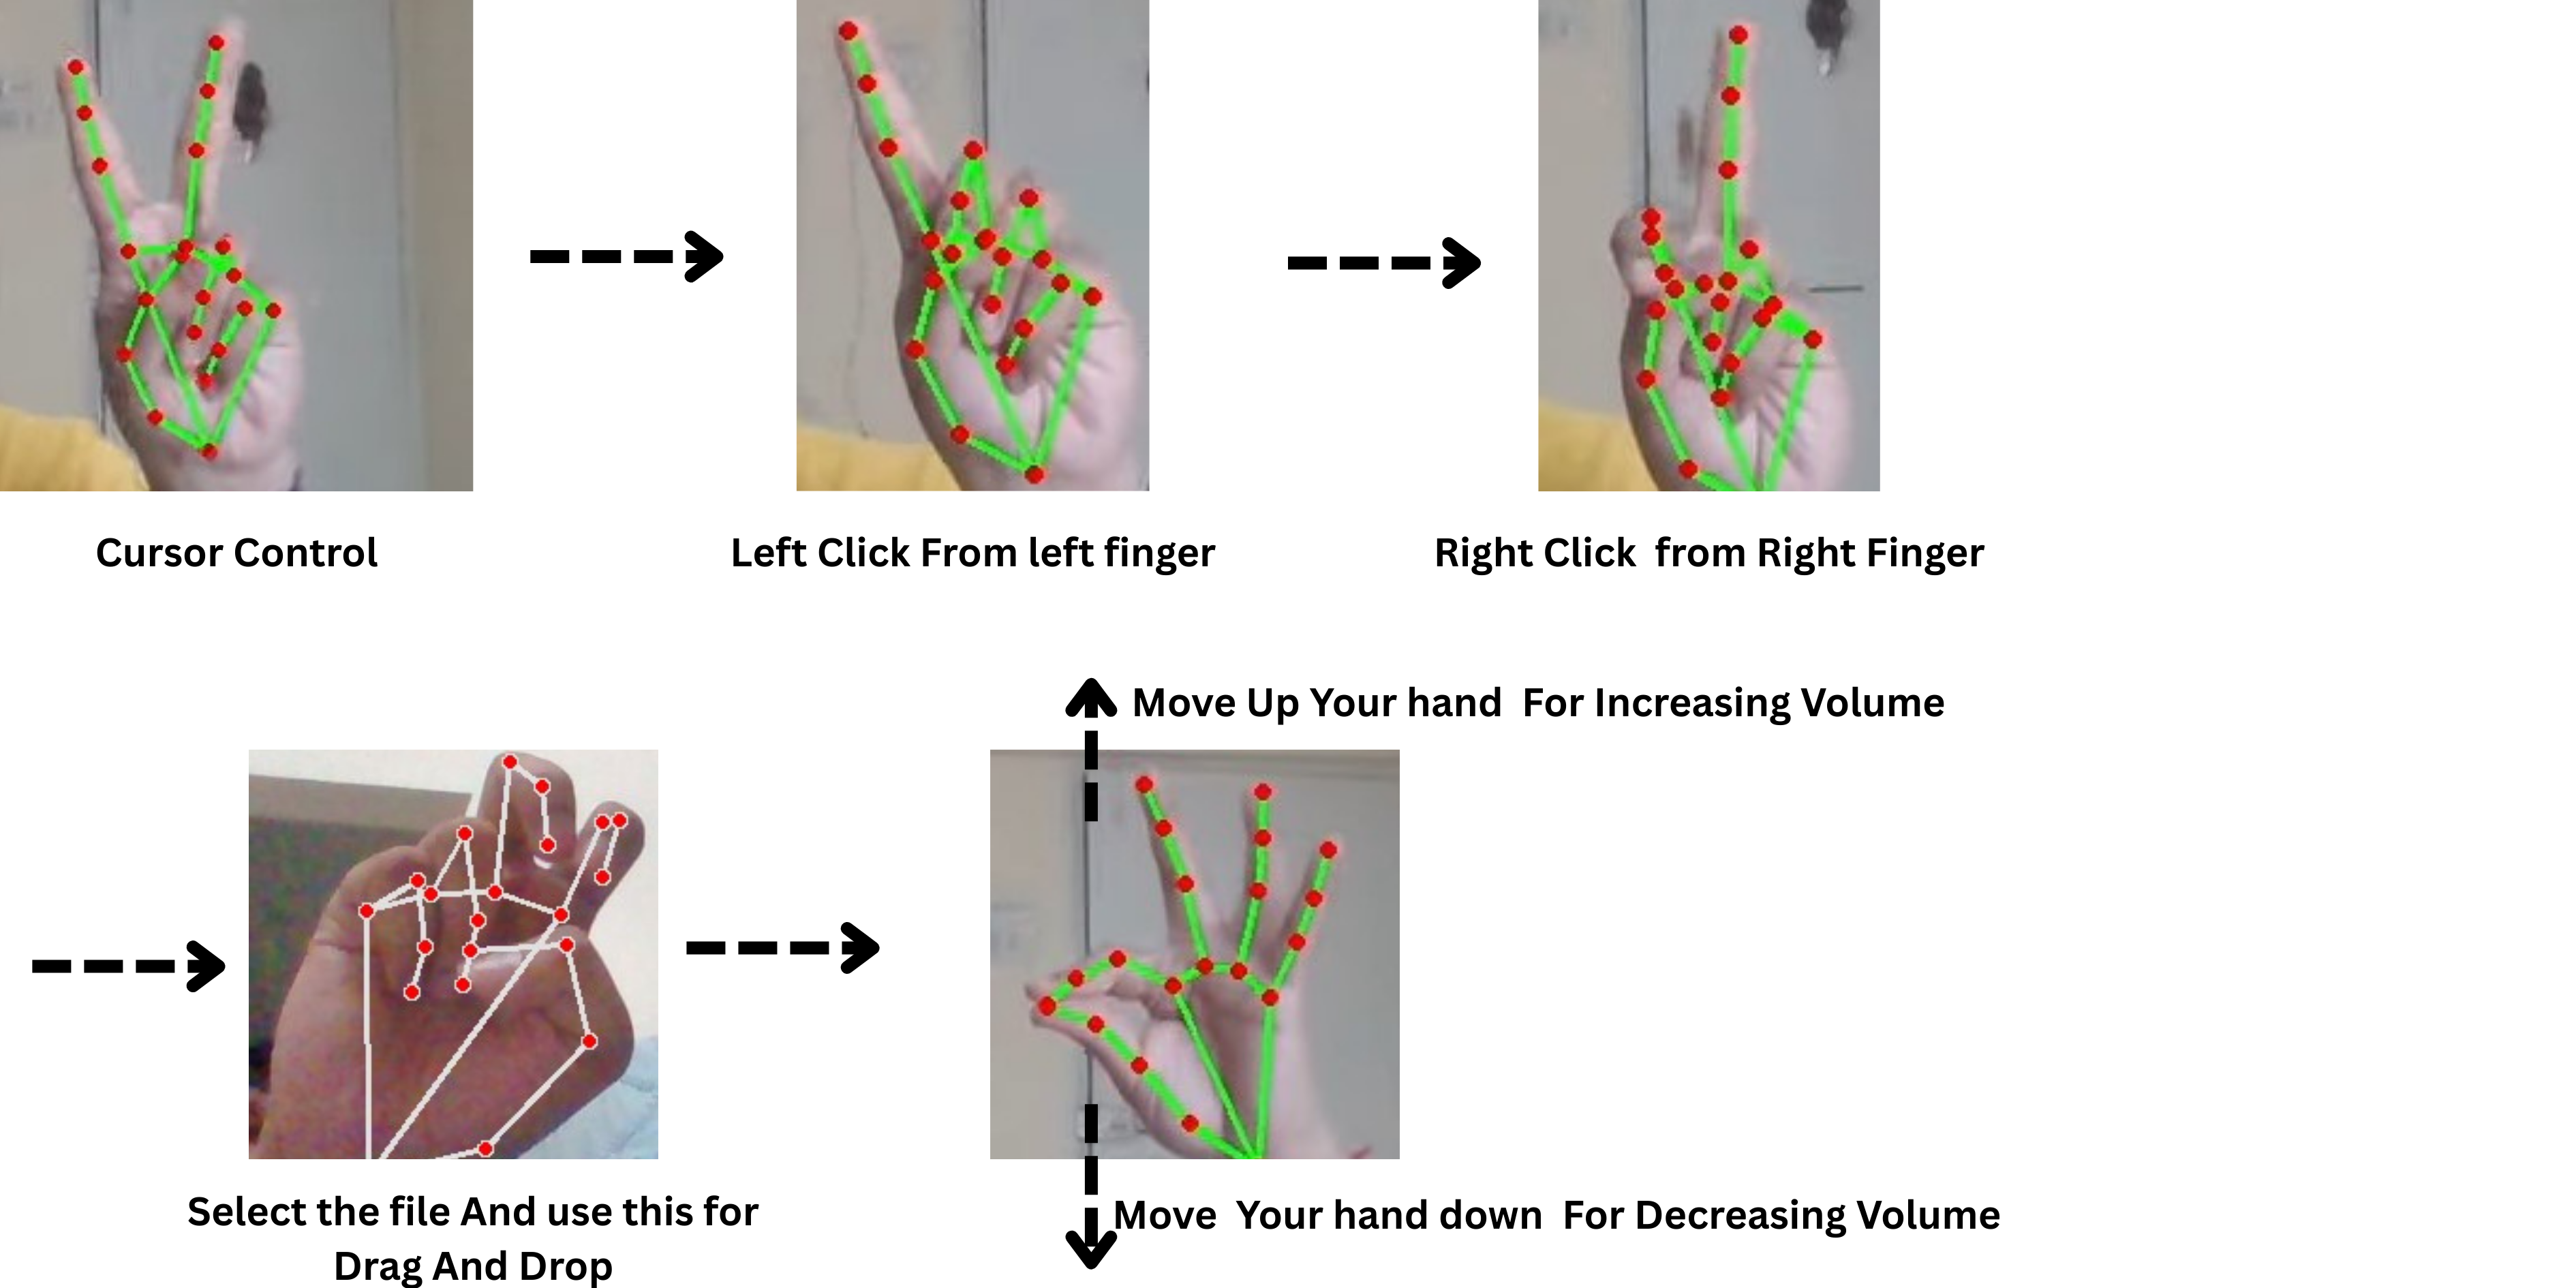 Cursor Control
Left Click From left finger
Right Click  from Right Finger
Move Up Your hand  For Increasing Volume
Select the file And use this for
Drag And Drop
Move  Your hand down  For Decreasing Volume